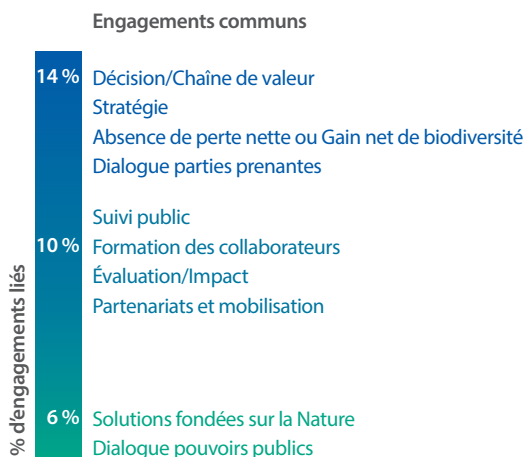 Engagements communs
14 % Décision/Chaîne de valeur
Stratégie
Absence de perte nette ou Gain net de biodiversité
Dialogue parties prenantes
Suivi public
10 % Formation des collaborateurs
Évaluation/Impact
Partenariats et mobilisation
6 % Solutions fondées sur la Nature
Dialogue pouvoirs publics
% d'engagements liés